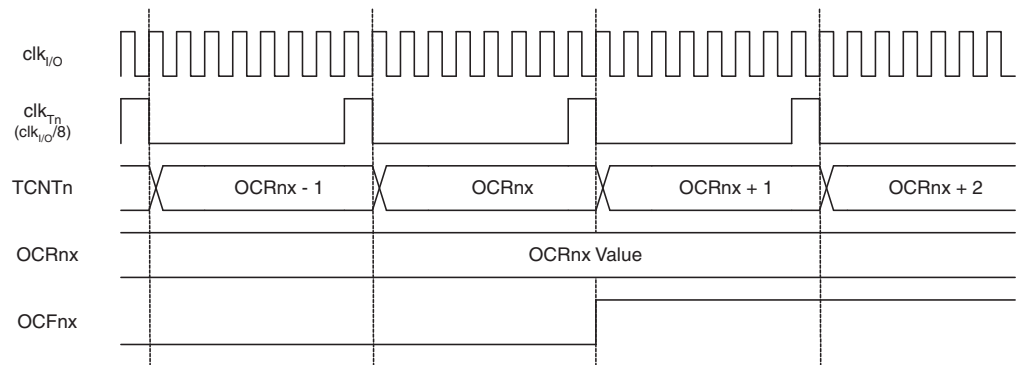 clkI/O
clkTn
(clkI/O/8)
TCNTn
OCRnx - 1
OCRnx
OCRnx + 1
OCRnx + 2
OCRnx
OCRnx Value
OCFnx